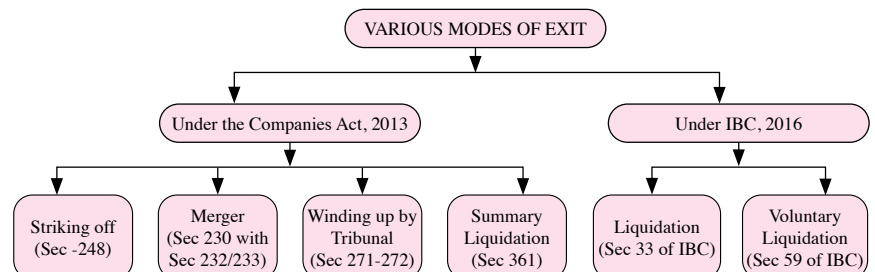 VARIOUS MODES OF EXIT
Under the Companies Act, 2013
Under IBC, 2016
Striking off
(Sec -248)
Merger
(Sec 230 with
Sec 232/233)
Winding up by
Tribunal
(Sec 271-272)
Summary
Liquidation
(Sec 361)
Liquidation
(Sec 33 of IBC)
Voluntary
Liquidation
(Sec 59 of IBC)